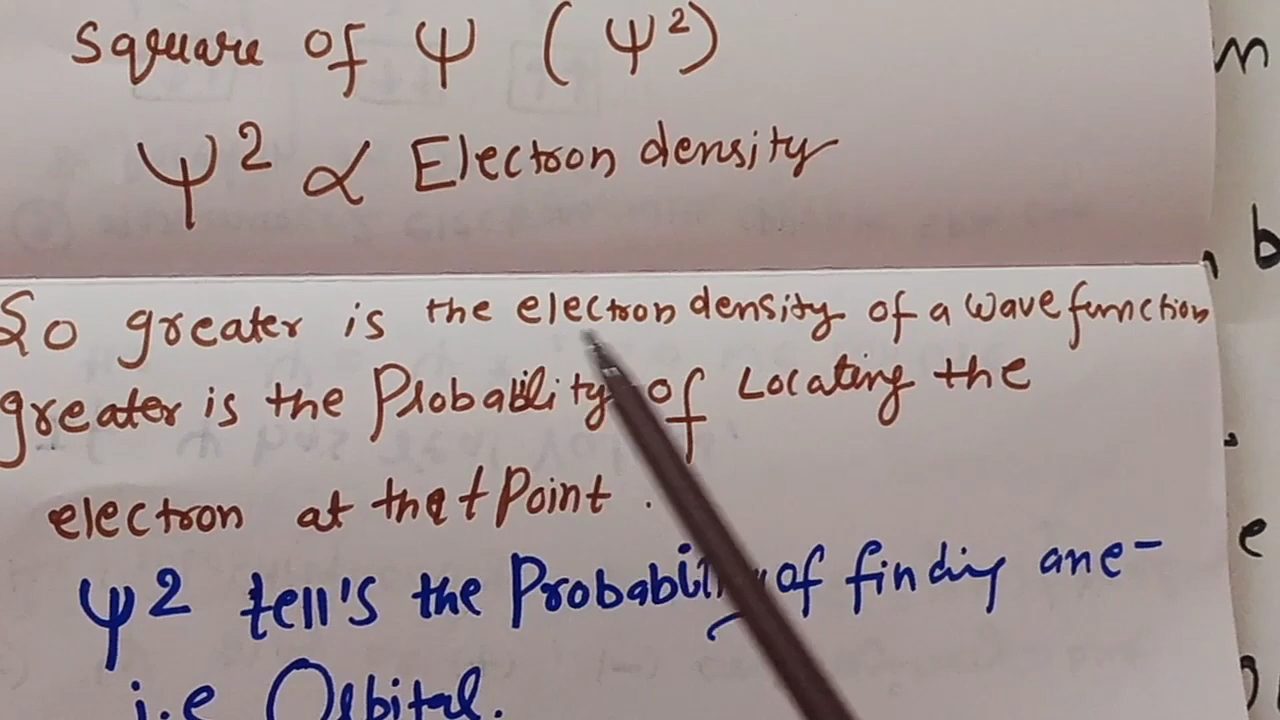 Square of ψ (ψ²)
ψ² ∝ Electron density
So greater is the electron density of a wave function
greater is the Probability of Locating the
electron at that Point.
ψ² tell's the Probability of finding an e-
i.e Orbital.